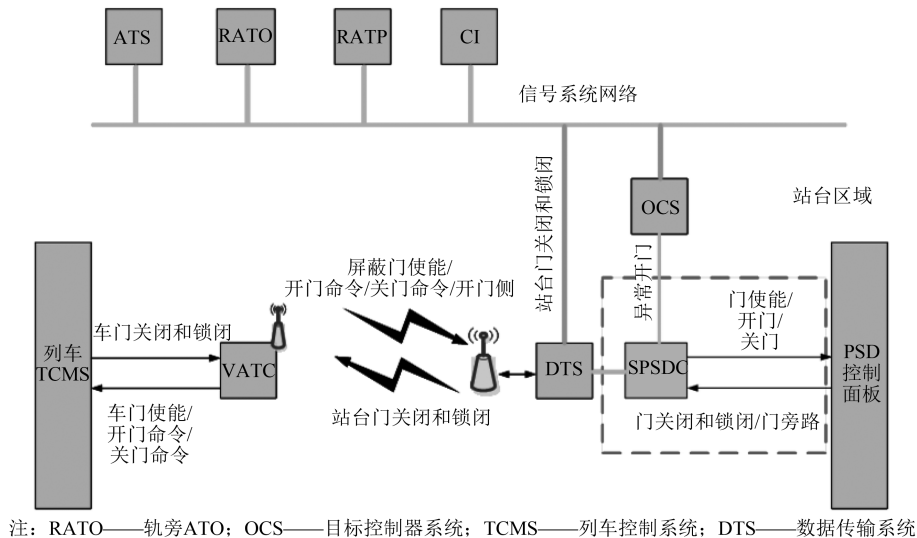 ATS
RATO
RATP
CI
信号系统网络
站台门关闭和锁闭
OCS
站台区域
异常开门
屏蔽门使能/
开门命令/关门命令/开门侧
门使能/
开门/
关门
车门关闭和锁闭
列车
TCMS
VATC
DTS
SPSDC
PSD
控制
面板
车门使能/
开门命令/
关门命令
站台门关闭和锁闭
门关闭和锁闭/门旁路
注：RATO——轨旁ATO；OCS——目标控制器系统；TCMS——列车控制系统；DTS——数据传输系统